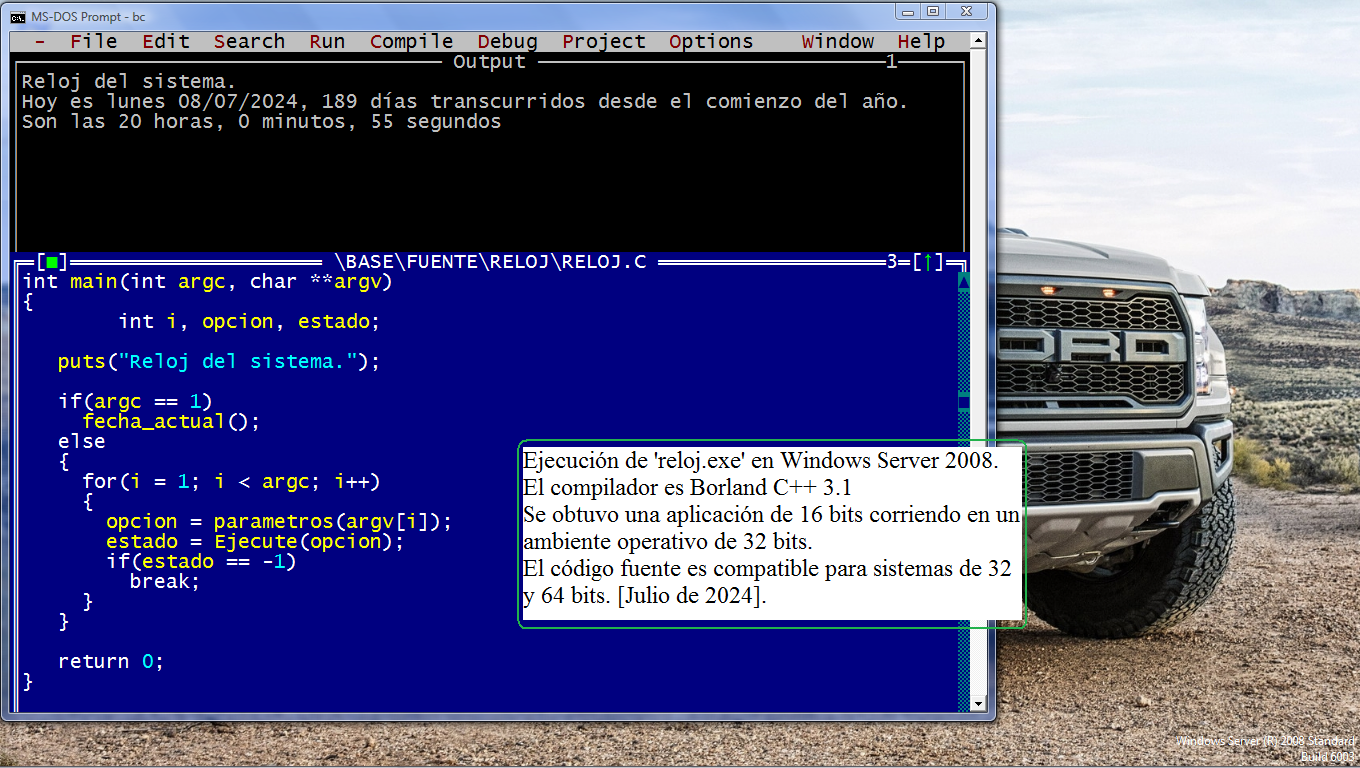 MS-DOS Prompt - bc
- File Edit Search Run Compile Debug Project Options Window Help
Output 1
Reloj del sistema.
Hoy es lunes 08/07/2024, 189 días transcurridos desde el comienzo del año.
Son las 20 horas, 0 minutos, 55 segundos
[■] \BASE\FUENTE\RELOJ\RELOJ.C 3=[↑]
int main(int argc, char **argv)
{
int i, opcion, estado;
puts("Reloj del sistema.");
if(argc == 1)
fecha_actual();
else
{
for(i = 1; i < argc; i++)
{
opcion = parametros(argv[i]);
estado = Ejecute(opcion);
if(estado == -1)
break;
}
}
return 0;
}
Ejecución de 'reloj.exe' en Windows Server 2008.
El compilador es Borland C++ 3.1
Se obtuvo una aplicación de 16 bits corriendo en un
ambiente operativo de 32 bits.
El código fuente es compatible para sistemas de 32
y 64 bits. [Julio de 2024].
FORD
Windows Server (R) 2008 Standard
Build 6003